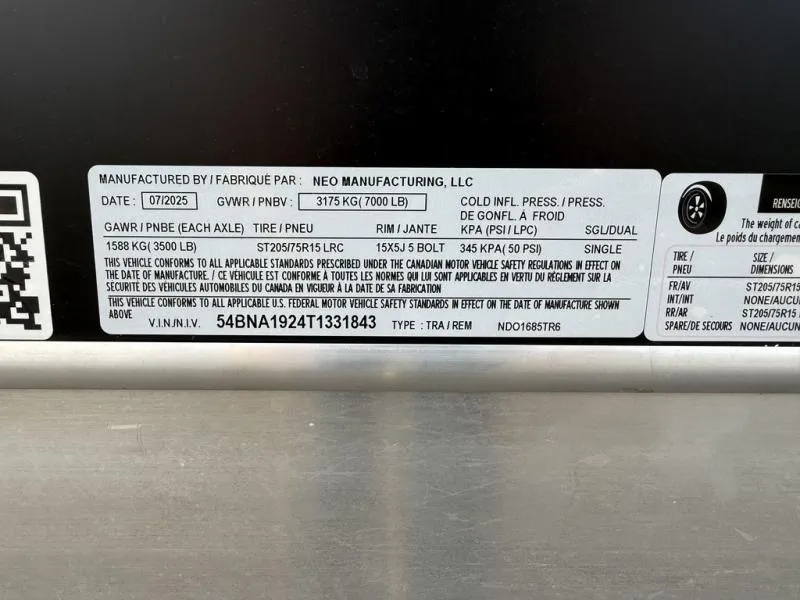 MANUFACTURED BY / FABRIQUÉ PAR : NEO MANUFACTURING, LLC
DATE : 07/2025 GVWR / PNBV : 3175 KG( 7000 LB) COLD INFL. PRESS. / PRESS.
DE GONFL. À FROID
GAWR / PNBE (EACH AXLE) TIRE / PNEU RIM / JANTE KPA (PSI / LPC) SGL/DUAL
1588 KG( 3500 LB) ST205/75R15 LRC 15X5J 5 BOLT 345 KPA( 50 PSI) SINGLE
THIS VEHICLE CONFORMS TO ALL APPLICABLE STANDARDS PRESCRIBED UNDER THE CANADIAN MOTOR VEHICLE SAFETY REGULATIONS IN EFFECT ON
THE DATE OF MANUFACTURE. / CE VÉHICULE EST CONFORME À TOUTES LES NORMES QUI LUI SONT APPLICABLES EN VERTU DU RÈGLEMENT SUR LA
SÉCURITÉ DES VÉHICULES AUTOMOBILES DU CANADA EN VIGUEUR À LA DATE DE SA FABRICATION
THIS VEHICLE CONFORMS TO ALL APPLICABLE U.S. FEDERAL MOTOR VEHICLE SAFETY STANDARDS IN EFFECT ON THE DATE OF MANUFACTURE SHOWN
ABOVE
V.I.N./N.I.V. 54BNA1924T1331843 TYPE : TRA / REM NDO1685TR6
The weight of
Le poids du chargement
TIRE / SIZE /
PNEU DIMENSIONS
FR/AV ST205/75R15
INT/INT NONE/AUCUN
RR/AR ST205/75R15
SPARE/DE SECOURS NONE/AUCUN